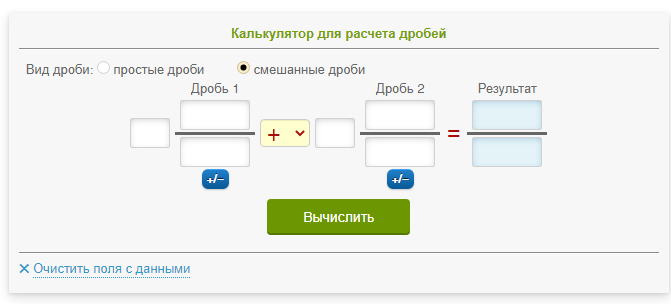 Калькулятор для расчета дробей
Вид дроби: простые дроби смешанные дроби
Дробь 1 Дробь 2 Результат
+ =
+/− +/−
Вычислить
✕ Очистить поля с данными